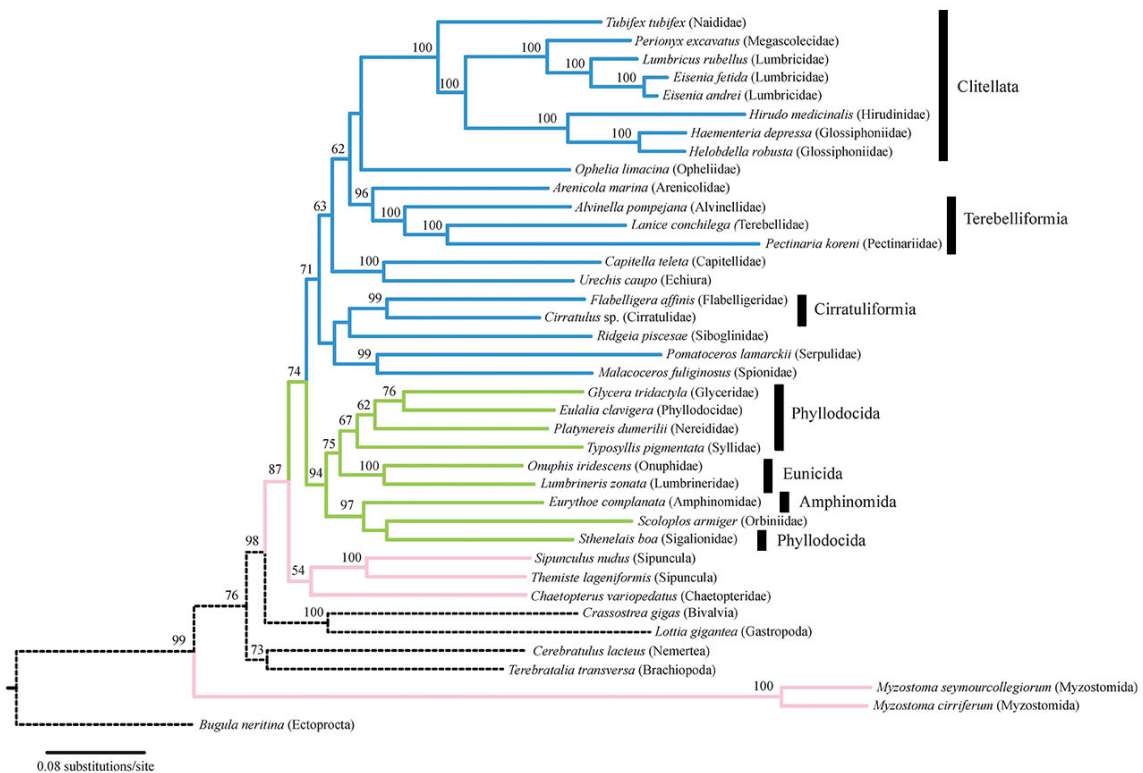 Tubifex tubifex (Naididae)
100
Perionyx excavatus (Megascolecidae)
100
Lumbricus rubellus (Lumbricidae)
100
Eisenia fetida (Lumbricidae)
100
100
Clitellata
Eisenia andrei (Lumbricidae)
Hirudo medicinalis (Hirudinidae)
100
Haementeria depressa (Glossiphoniidae)
100
Helobdella robusta (Glossiphoniidae)
62
Ophelia limacina (Opheliidae)
Arenicola marina (Arenicolidae)
96
Alvinella pompejana (Alvinellidae)
63
100
Terebelliformia
Lanice conchilega (Terebellidae)
100
Pectinaria koreni (Pectinariidae)
Capitella teleta (Capitellidae)
100
71
Urechis caupo (Echiura)
Flabelligera affinis (Flabelligeridae)
99
Cirratuliformia
Cirratulus sp. (Cirratulidae)
Ridgeia piscesae (Siboglinidae)
Pomatoceros lamarckii (Serpulidae)
99
Malacoceros fuliginosus (Spionidae)
74
Glycera tridactyla (Glyceridae)
76
Eulalia clavigera (Phyllodocidae)
62
Phyllodocida
Platynereis dumerilii (Nereididae)
67
Typosyllis pigmentata (Syllidae)
75
Onuphis iridescens (Onuphidae)
100
87
94
Eunicida
Lumbrineris zonata (Lumbrineridae)
Eurythoe complanata (Amphinomidae)
97
Amphinomida
Scoloplos armiger (Orbiniidae)
Sthenelais boa (Sigalionidae)
Phyllodocida
98
Sipunculus nudus (Sipuncula)
100
54
Themiste lageniformis (Sipuncula)
Chaetopterus variopedatus (Chaetopteridae)
76
Crassostrea gigas (Bivalvia)
100
Lottia gigantea (Gastropoda)
99
Cerebratulus lacteus (Nemertea)
73
Terebratalia transversa (Brachiopoda)
Myzostoma seymourcollegiorum (Myzostomida)
100
Myzostoma cirriferum (Myzostomida)
Bugula neritina (Ectoprocta)
0.08 substitutions/site